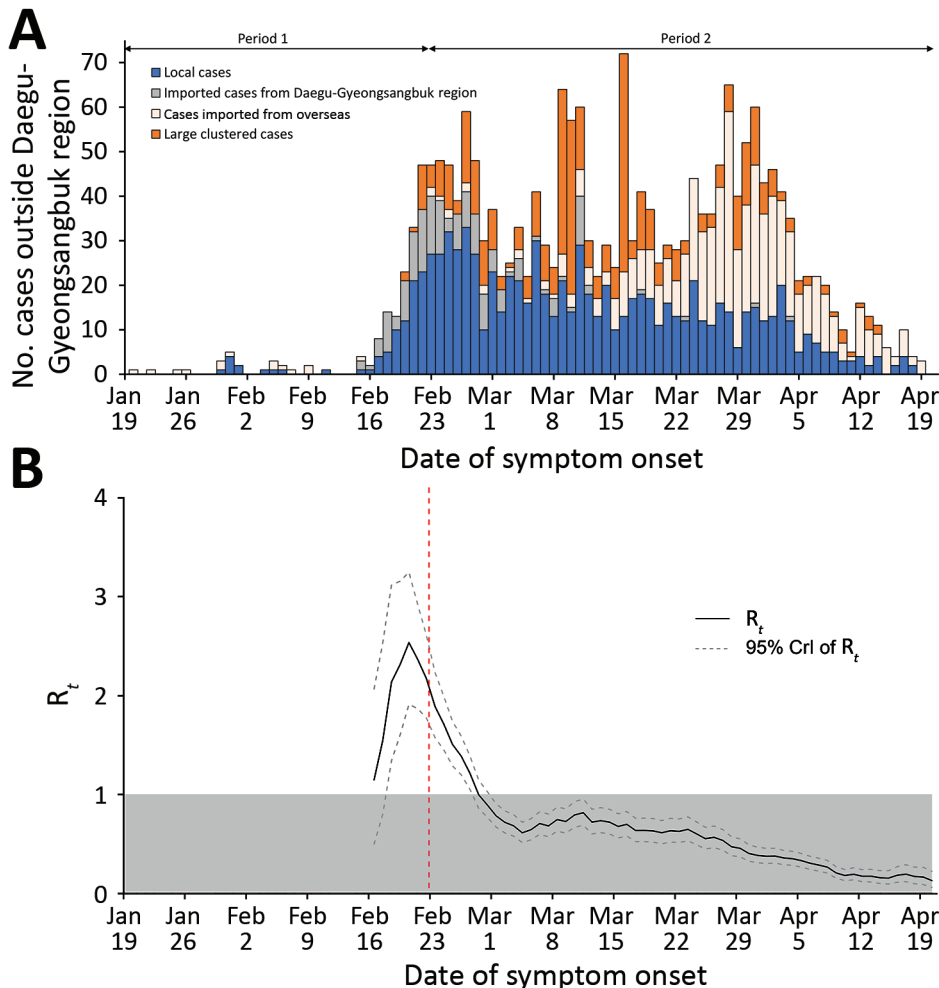 A
Period 1
Period 2
No. cases outside Daegu-
Gyeongsangbuk region
70
60
50
40
30
20
10
0
Local cases
Imported cases from Daegu-Gyeongsangbuk region
Cases imported from overseas
Large clustered cases
Jan Jan Feb Feb Feb Feb Mar Mar Mar Mar Mar Apr Apr Apr
19 26 2 9 16 23 1 8 15 22 29 5 12 19
Date of symptom onset
B
4
3
2
1
0
Rt
Rt
95% CrI of Rt
Jan Jan Feb Feb Feb Feb Mar Mar Mar Mar Mar Apr Apr Apr
19 26 2 9 16 23 1 8 15 22 29 5 12 19
Date of symptom onset